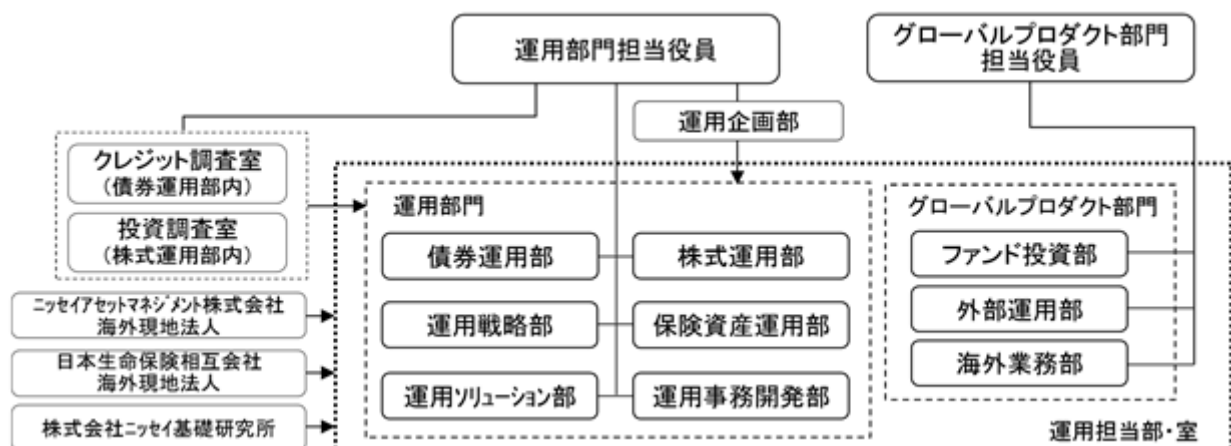 運用部門担当役員
グローバルプロダクト部門
担当役員
運用企画部
クレジット調査室
(債券運用部内)
投資調査室
(株式運用部内)
運用部門
債券運用部
株式運用部
運用戦略部
保険資産運用部
運用ソリューション部
運用事務開発部
グローバルプロダクト部門
ファンド投資部
外部運用部
海外業務部
ニッセイアセットマネジメント株式会社
海外現地法人
日本生命保険相互会社
海外現地法人
株式会社ニッセイ基礎研究所
運用担当部・室